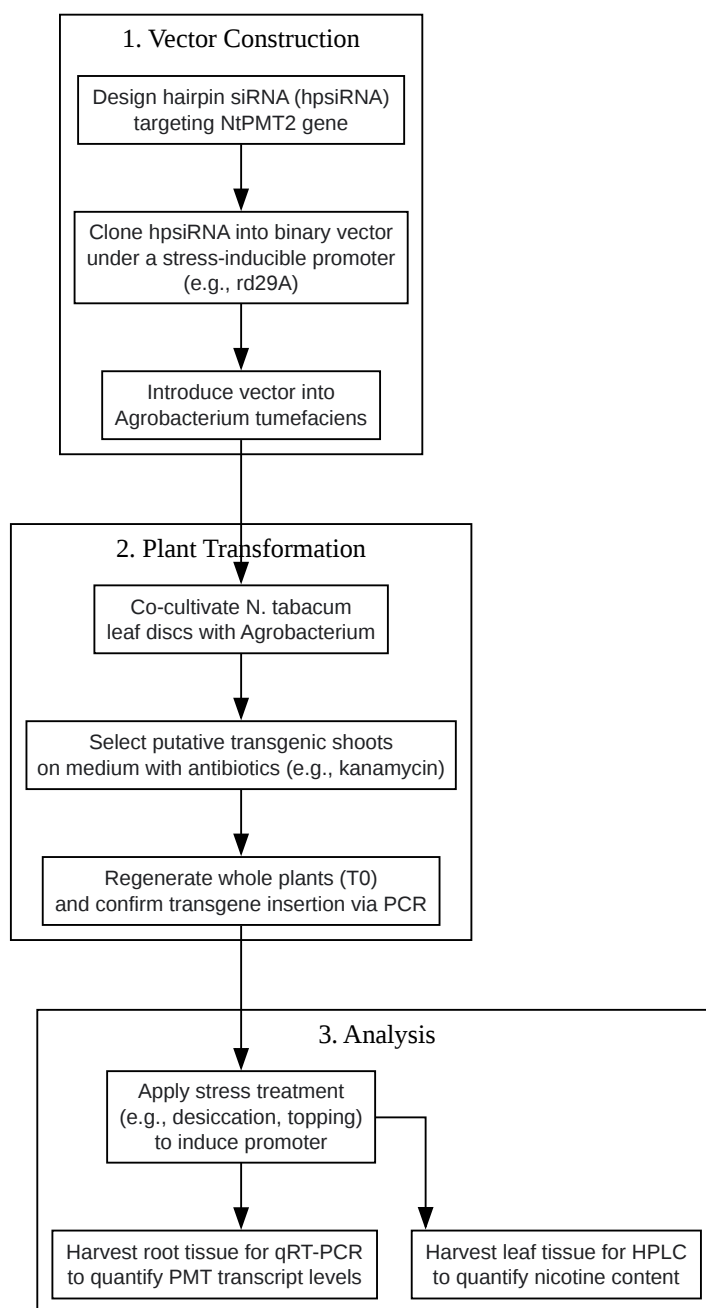 1. Vector Construction
Design hairpin siRNA (hpsiRNA)
targeting NtPMT2 gene
Clone hpsiRNA into binary vector
under a stress-inducible promoter
(e.g., rd29A)
Introduce vector into
Agrobacterium tumefaciens
2. Plant Transformation
Co-cultivate N. tabacum
leaf discs with Agrobacterium
Select putative transgenic shoots
on medium with antibiotics (e.g., kanamycin)
Regenerate whole plants (T0)
and confirm transgene insertion via PCR
3. Analysis
Apply stress treatment
(e.g., desiccation, topping)
to induce promoter
Harvest root tissue for qRT-PCR
to quantify PMT transcript levels
Harvest leaf tissue for HPLC
to quantify nicotine content